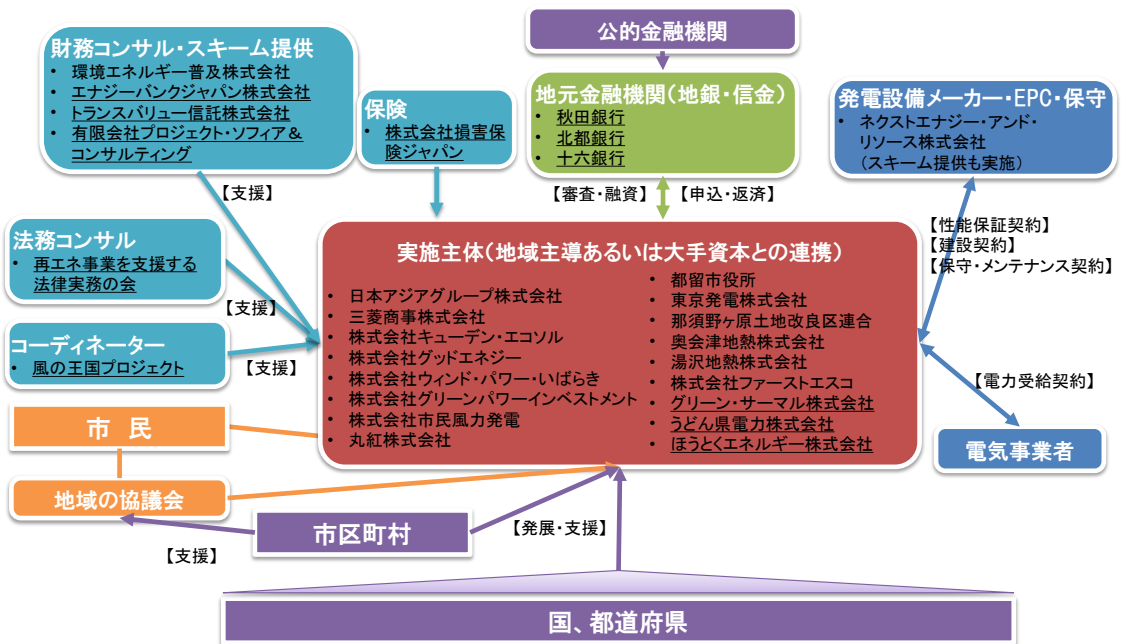 公的金融機関
財務コンサル・スキーム提供
• 環境エネルギー普及株式会社
• エナジーバンクジャパン株式会社
• トランスバリュー信託株式会社
• 有限会社プロジェクト・ソフィア＆
コンサルティング
保険
• 株式会社損害保
険ジャパン
地元金融機関（地銀・信金）
• 秋田銀行
• 北都銀行
• 十六銀行
発電設備メーカー・EPC・保守
• ネクストエナジー・アンド・
リソース株式会社
（スキーム提供も実施）
【支援】
【審査・融資】
【申込・返済】
【性能保証契約】
【建設契約】
【保守・メンテナンス契約】
法務コンサル
• 再エネ事業を支援する
法律実務の会
【支援】
コーディネーター
• 風の王国プロジェクト
【支援】
実施主体（地域主導あるいは大手資本との連携）
• 日本アジアグループ株式会社
• 三菱商事株式会社
• 株式会社キューデン・エコソル
• 株式会社グッドエネジー
• 株式会社ウィンド・パワー・いばらき
• 株式会社グリーンパワーインベストメント
• 株式会社市民風力発電
• 丸紅株式会社
• 都留市役所
• 東京発電株式会社
• 那須野ヶ原土地改良区連合
• 奥会津地熱株式会社
• 湯沢地熱株式会社
• 株式会社ファーストエスコ
• グリーン・サーマル株式会社
• うどん県電力株式会社
• ほうとくエネルギー株式会社
【電力受給契約】
電気事業者
市 民
地域の協議会
市区町村
【支援】
【発展・支援】
国、都道府県